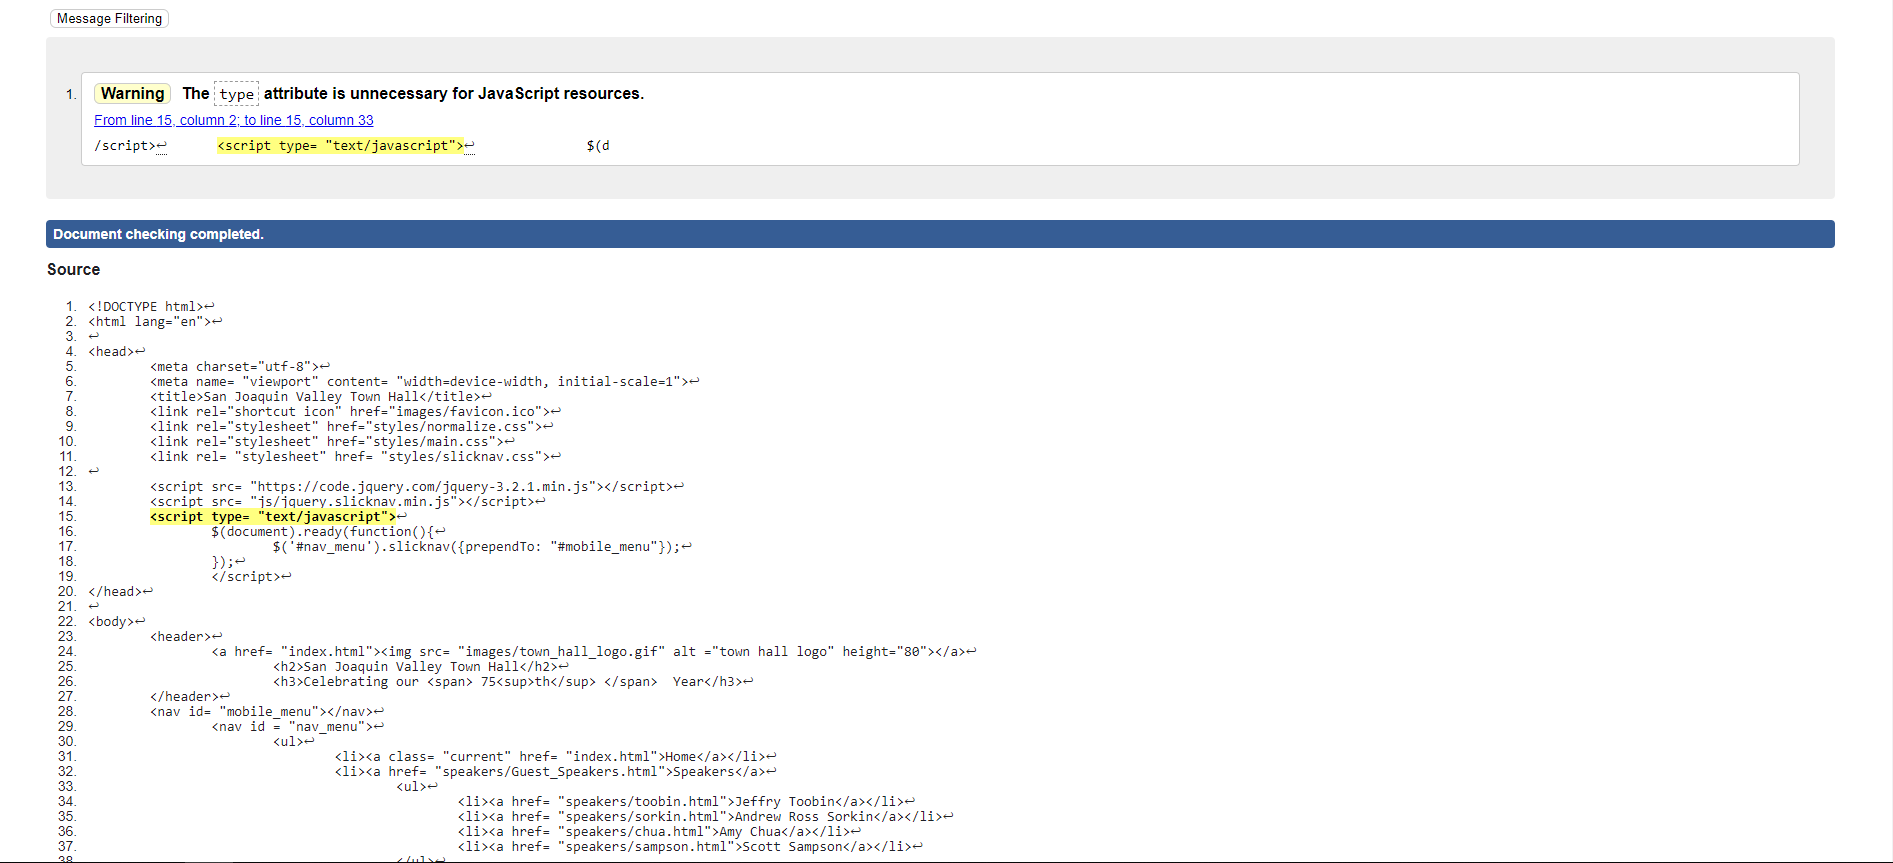 Message Filtering
1. Warning The type attribute is unnecessary for JavaScript resources.
From line 15, column 2; to line 15, column 33
/script>↩ <script type= "text/javascript">↩ $(d
Document checking completed.
Source
1. <!DOCTYPE html>↩
2. <html lang="en">↩
3. ↩
4. <head>↩
5. <meta charset="utf-8">↩
6. <meta name= "viewport" content= "width=device-width, initial-scale=1">↩
7. <title>San Joaquin Valley Town Hall</title>↩
8. <link rel="shortcut icon" href="images/favicon.ico">↩
9. <link rel="stylesheet" href="styles/normalize.css">↩
10. <link rel="stylesheet" href="styles/main.css">↩
11. <link rel= "stylesheet" href= "styles/slicknav.css">↩
12. ↩
13. <script src= "https://code.jquery.com/jquery-3.2.1.min.js"></script>↩
14. <script src= "js/jquery.slicknav.min.js"></script>↩
15. <script type= "text/javascript">↩
16. $(document).ready(function(){↩
17. $('#nav_menu').slicknav({prependTo: "#mobile_menu"});↩
18. });↩
19. </script>↩
20. </head>↩
21. ↩
22. <body>↩
23. <header>↩
24. <a href= "index.html"><img src= "images/town_hall_logo.gif" alt ="town hall logo" height="80"></a>↩
25. <h2>San Joaquin Valley Town Hall</h2>↩
26. <h3>Celebrating our <span> 75<sup>th</sup> </span>  Year</h3>↩
27. </header>↩
28. <nav id= "mobile_menu"></nav>↩
29. <nav id = "nav_menu">↩
30. <ul>↩
31. <li><a class= "current" href= "index.html">Home</a></li>↩
32. <li><a href= "speakers/Guest_Speakers.html">Speakers</a>↩
33. <ul>↩
34. <li><a href= "speakers/toobin.html">Jeffry Toobin</a></li>↩
35. <li><a href= "speakers/sorkin.html">Andrew Ross Sorkin</a></li>↩
36. <li><a href= "speakers/chua.html">Amy Chua</a></li>↩
37. <li><a href= "speakers/sampson.html">Scott Sampson</a></li>↩
38. </ul>↩